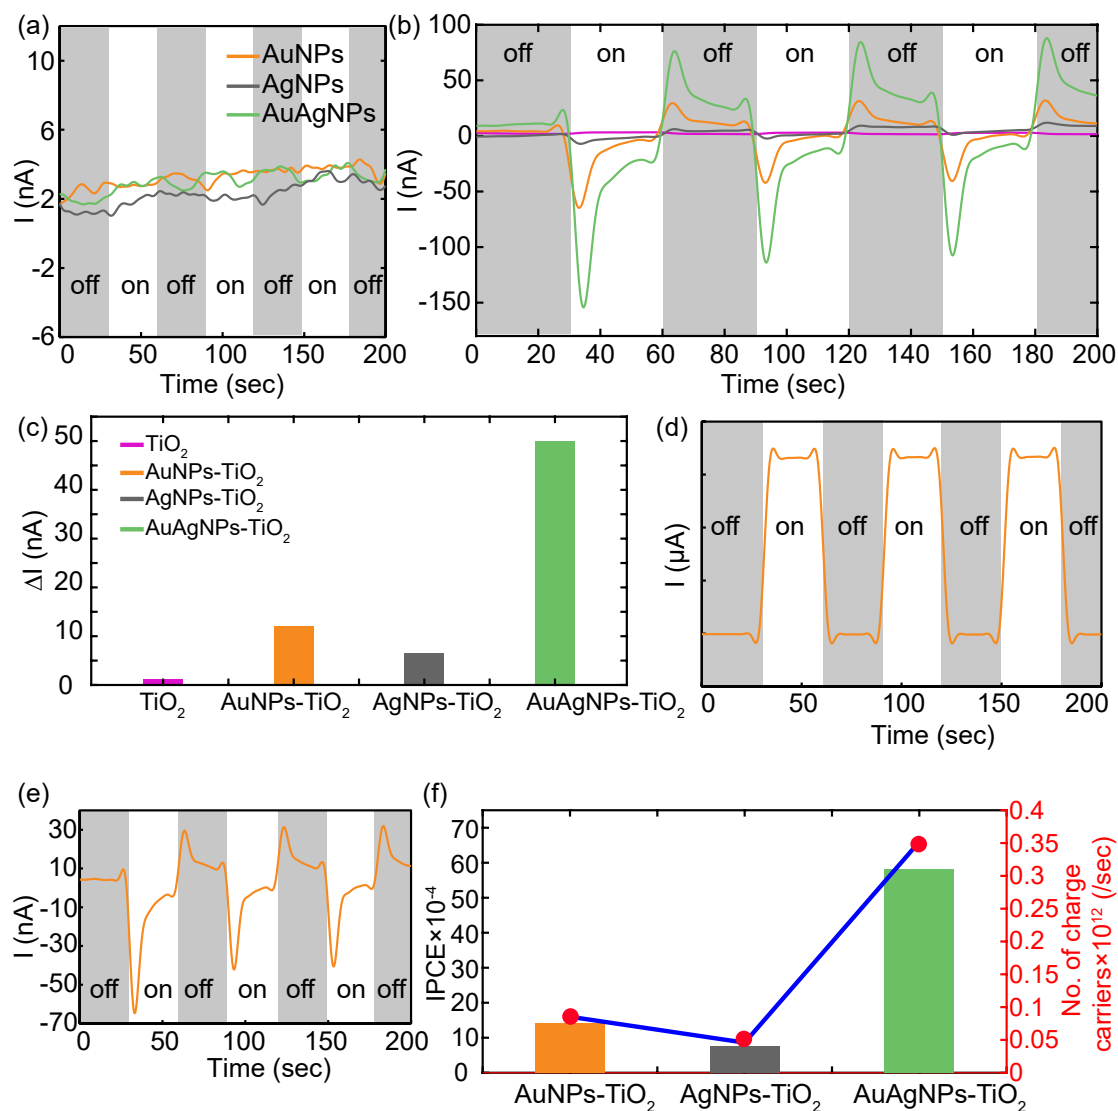 (a)
10
6
2
-2
-6
I (nA)
AuNPs
AgNPs
AuAgNPs
off on off on off on off
0 50 100 150 200
Time (sec)
(b)
100
50
0
-50
-100
-150
I (nA)
off on off on off on off
0 20 40 60 80 100 120 140 160 180 200
Time (sec)
(c)
50
40
30
20
10
0
ΔI (nA)
TiO₂
AuNPs-TiO₂
AgNPs-TiO₂
AuAgNPs-TiO₂
TiO₂ AuNPs-TiO₂ AgNPs-TiO₂ AuAgNPs-TiO₂
(d)
I (μA)
off on off on off on off
0 50 100 150 200
Time (sec)
(e)
30
10
-10
-30
-50
-70
I (nA)
off on off on off on off
0 50 100 150 200
Time (sec)
(f)
70
60
50
40
30
20
10
0
IPCE×10⁻⁴
0.4
0.35
0.3
0.25
0.2
0.15
0.1
0.05
0
No. of charge
carriers×10¹² (/sec)
AuNPs-TiO₂ AgNPs-TiO₂ AuAgNPs-TiO₂